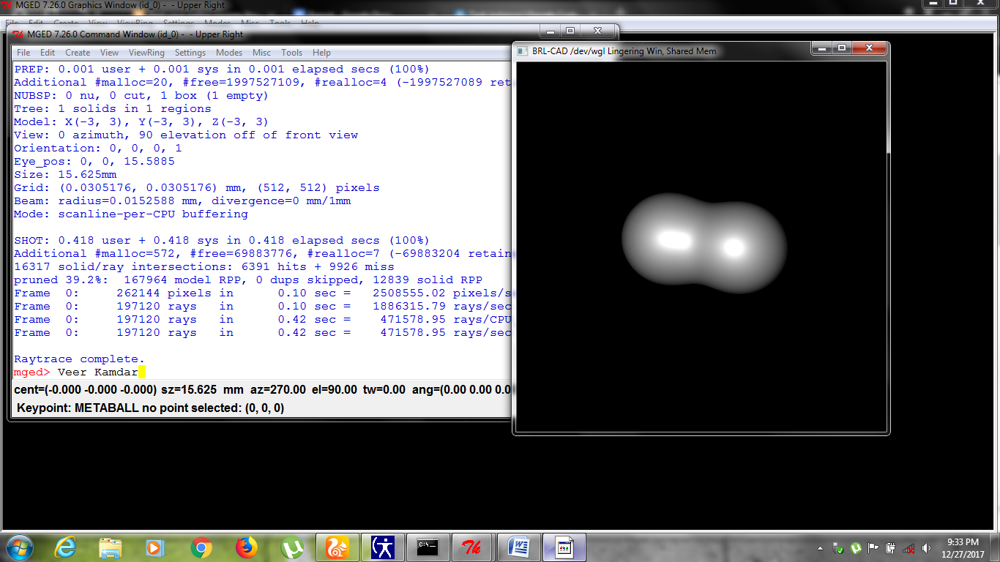 MGED 7.26.0 Graphics Window (id_0) - - Upper Right
MGED 7.26.0 Command Window (id_0) - - Upper Right
File Edit Create View ViewRing Settings Modes Misc Tools Help
PREP: 0.001 user + 0.001 sys in 0.001 elapsed secs (100%)
Additional #malloc=20, #free=1997527109, #realloc=4 (-1997527089 ret
NUBSP: 0 nu, 0 cut, 1 box (1 empty)
Tree: 1 solids in 1 regions
Model: X(-3, 3), Y(-3, 3), Z(-3, 3)
View: 0 azimuth, 90 elevation off of front view
Orientation: 0, 0, 0, 1
Eye_pos: 0, 0, 15.5885
Size: 15.625mm
Grid: (0.0305176, 0.0305176) mm, (512, 512) pixels
Beam: radius=0.0152588 mm, divergence=0 mm/1mm
Mode: scanline-per-CPU buffering
SHOT: 0.418 user + 0.418 sys in 0.418 elapsed secs (100%)
Additional #malloc=572, #free=69883776, #realloc=7 (-69883204 retain
16317 solid/ray intersections: 6391 hits + 9926 miss
pruned 39.2%: 167964 model RPP, 0 dups skipped, 12839 solid RPP
Frame 0: 262144 pixels in 0.10 sec = 2508555.02 pixels/s
Frame 0: 197120 rays in 0.10 sec = 1886315.79 rays/sec
Frame 0: 197120 rays in 0.42 sec = 471578.95 rays/CPU
Frame 0: 197120 rays in 0.42 sec = 471578.95 rays/sec
Raytrace complete.
mged> Veer Kamdar
cent=(-0.000 -0.000 -0.000) sz=15.625 mm az=270.00 el=90.00 tw=0.00 ang=(0.00 0.00 0.0
Keypoint: METABALL no point selected: (0, 0, 0)
BRL-CAD /dev/wgl Lingering Win, Shared Mem
9:33 PM
12/27/2017